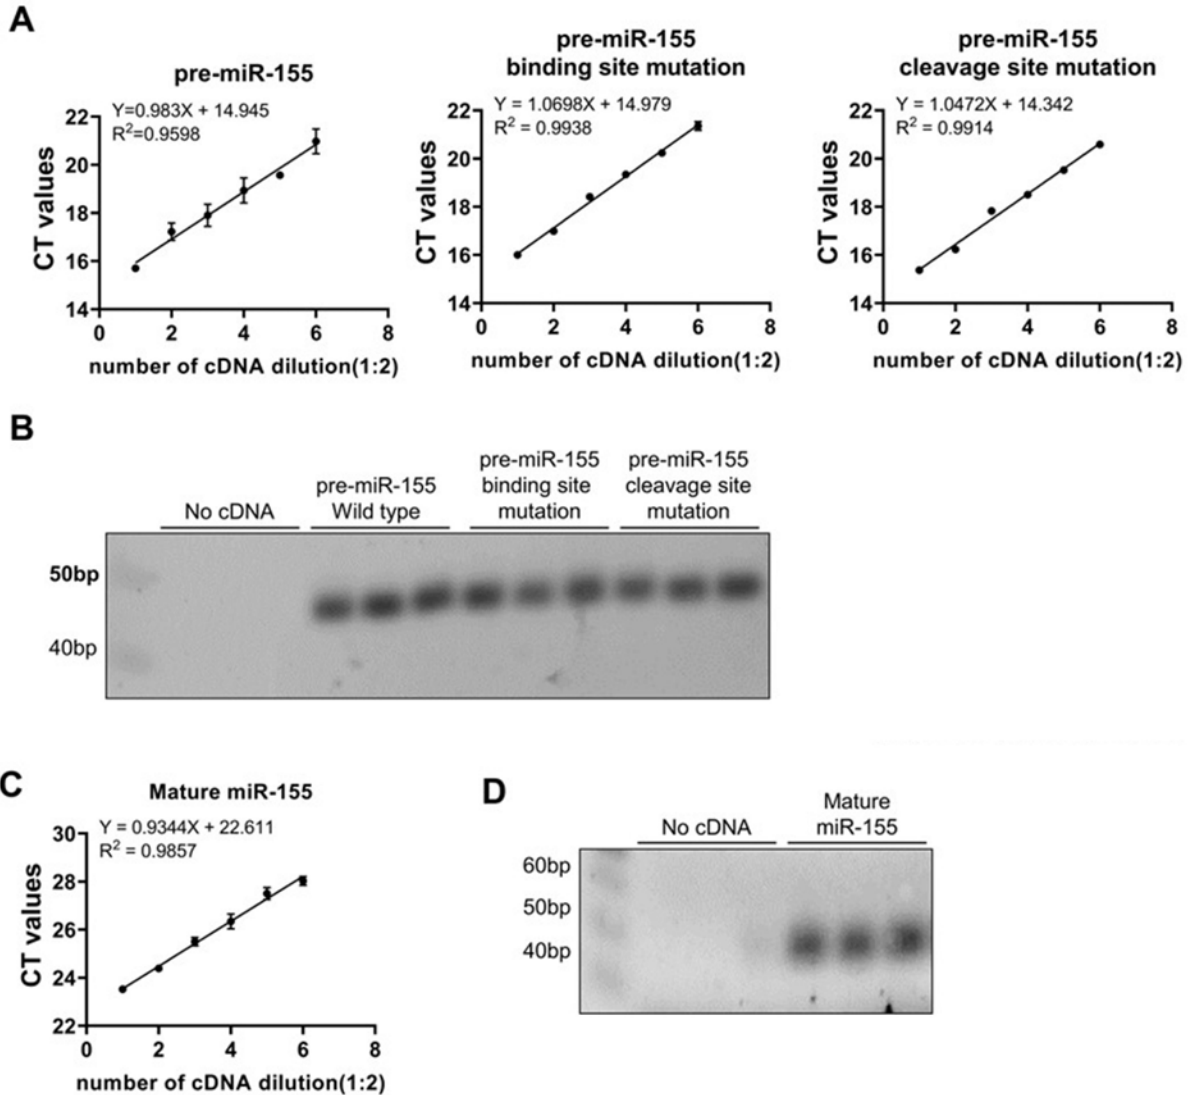 A
pre-miR-155
Y=0.983X + 14.945
R²=0.9598
22
20
18
16
14
CT values
0 2 4 6 8
number of cDNA dilution(1:2)
pre-miR-155
binding site mutation
Y = 1.0698X + 14.979
R² = 0.9938
22
20
18
16
14
CT values
0 2 4 6 8
number of cDNA dilution(1:2)
pre-miR-155
cleavage site mutation
Y = 1.0472X + 14.342
R² = 0.9914
22
20
18
16
14
CT values
0 2 4 6 8
number of cDNA dilution(1:2)
B
No cDNA
pre-miR-155
Wild type
pre-miR-155
binding site
mutation
pre-miR-155
cleavage site
mutation
50bp
40bp
C
Mature miR-155
Y = 0.9344X + 22.611
R² = 0.9857
30
28
26
24
22
CT values
0 2 4 6 8
number of cDNA dilution(1:2)
D
No cDNA
Mature
miR-155
60bp
50bp
40bp